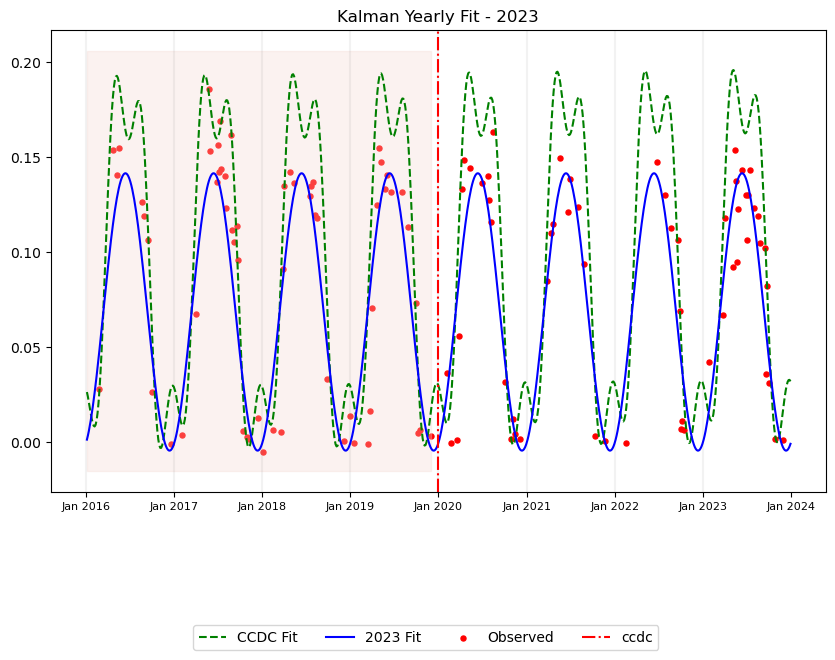 Kalman Yearly Fit - 2023
0.20
0.15
0.10
0.05
0.00
Jan 2016 Jan 2017 Jan 2018 Jan 2019 Jan 2020 Jan 2021 Jan 2022 Jan 2023 Jan 2024
CCDC Fit 2023 Fit Observed ccdc